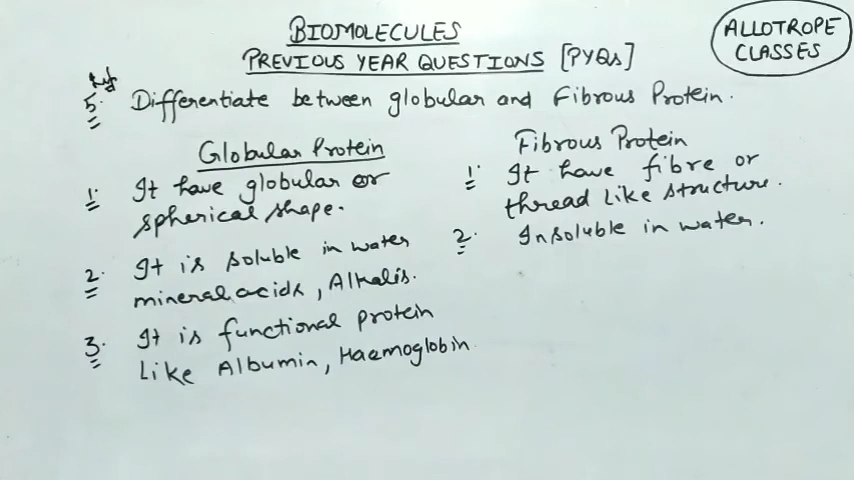 BIOMOLECULES
PREVIOUS YEAR QUESTIONS [PYQs]
ALLOTROPE
CLASSES
5. Differentiate between globular and Fibrous Protein.
Globular Protein
1. It have globular or
spherical shape.
2. It is soluble in water
mineral acids, Alkalis.
3. It is functional protein
like Albumin, Haemoglobin
Fibrous Protein
1. It have fibre or
thread like structure.
2. Insoluble in water.